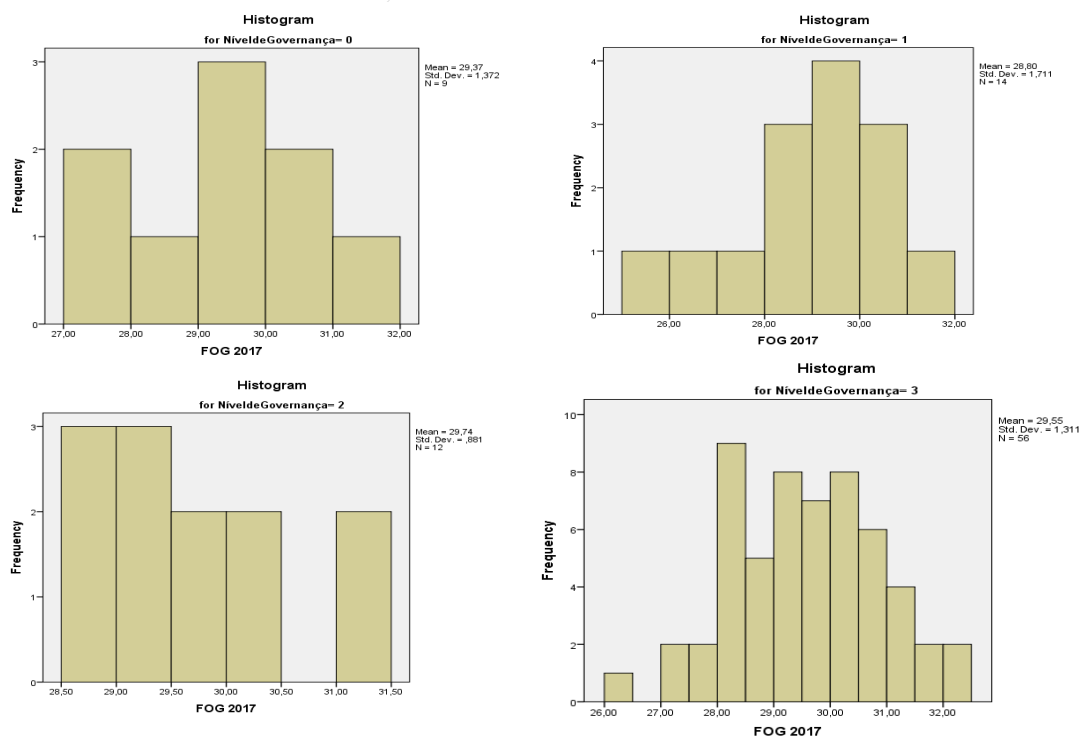 Histogram
for NíveldeGovernança= 0
Mean = 29,37
Std. Dev. = 1,372
N = 9
Frequency
3
2
1
0
27,00 28,00 29,00 30,00 31,00 32,00
FOG 2017
Histogram
for NíveldeGovernança= 1
Mean = 28,80
Std. Dev. = 1,711
N = 14
Frequency
4
3
2
1
0
26,00 28,00 30,00 32,00
FOG 2017
Histogram
for NíveldeGovernança= 2
Mean = 29,74
Std. Dev. = ,881
N = 12
Frequency
3
2
1
0
28,50 29,00 29,50 30,00 30,50 31,00 31,50
FOG 2017
Histogram
for NíveldeGovernança= 3
Mean = 29,55
Std. Dev. = 1,311
N = 56
Frequency
10
8
6
4
2
0
26,00 27,00 28,00 29,00 30,00 31,00 32,00
FOG 2017